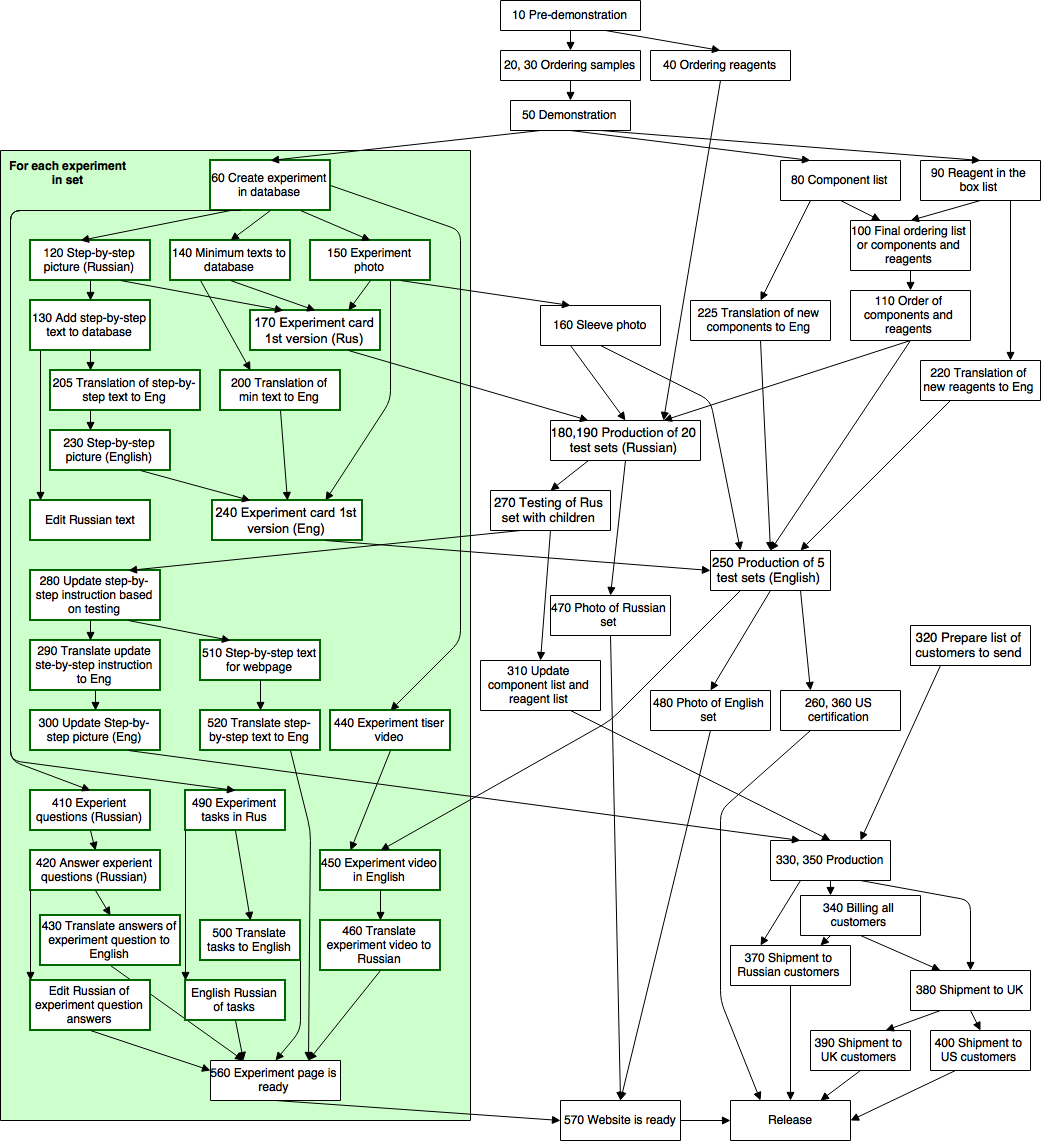 10 Pre-demonstration
20, 30 Ordering samples
40 Ordering reagents
50 Demonstration
For each experiment
in set
60 Create experiment
in database
80 Component list
90 Reagent in the
box list
100 Final ordering list
or components and
reagents
120 Step-by-step
picture (Russian)
140 Minimum texts to
database
150 Experiment
photo
110 Order of
components and
reagents
130 Add step-by-step
text to database
170 Experiment card
1st version (Rus)
160 Sleeve photo
225 Translation of new
components to Eng
220 Translation of
new reagents to Eng
205 Translation of step-by-
step text to Eng
200 Translation of
min text to Eng
230 Step-by-step
picture (English)
180,190 Production of 20
test sets (Russian)
Edit Russian text
240 Experiment card 1st
version (Eng)
270 Testing of Rus
set with children
250 Production of 5
test sets (English)
280 Update step-by-
step instruction based
on testing
470 Photo of Russian
set
290 Translate update
ste-by-step instruction
to Eng
510 Step-by-step text
for webpage
320 Prepare list of
customers to send
310 Update
component list and
reagent list
300 Update Step-by-
step picture (Eng)
520 Translate step-
by-step text to Eng
440 Experiment tiser
video
480 Photo of English
set
260, 360 US
certification
410 Experient
questions (Russian)
490 Experiment
tasks in Rus
330, 350 Production
420 Answer experient
questions (Russian)
450 Experiment video
in English
340 Billing all
customers
430 Translate answers of
experiment question to
English
500 Translate
tasks to English
460 Translate
experiment video to
Russian
370 Shipment to
Russian customers
380 Shipment to UK
Edit Russian of
experiment question
answers
English Russian
of tasks
390 Shipment to
UK customers
400 Shipment to
US customers
560 Experiment page is
ready
570 Website is ready
Release